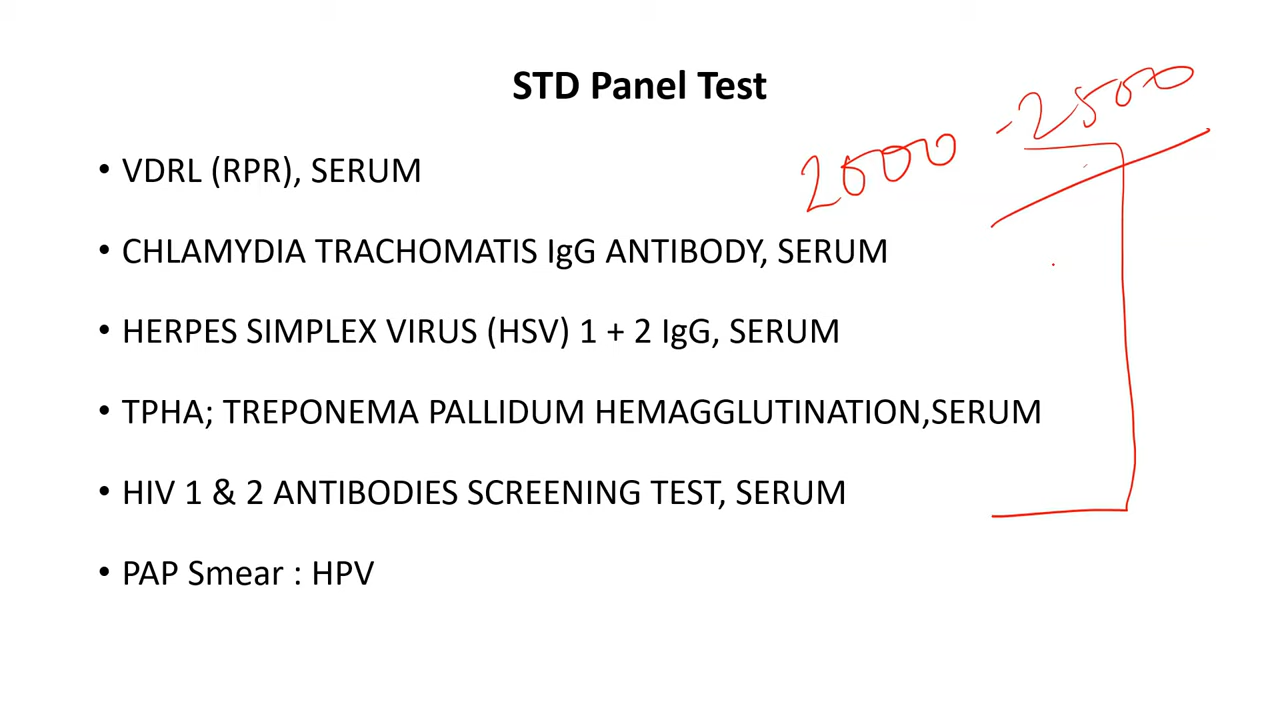 STD Panel Test
2000 - 2500
• VDRL (RPR), SERUM
• CHLAMYDIA TRACHOMATIS IgG ANTIBODY, SERUM
• HERPES SIMPLEX VIRUS (HSV) 1 + 2 IgG, SERUM
• TPHA; TREPONEMA PALLIDUM HEMAGGLUTINATION,SERUM
• HIV 1 & 2 ANTIBODIES SCREENING TEST, SERUM
• PAP Smear : HPV